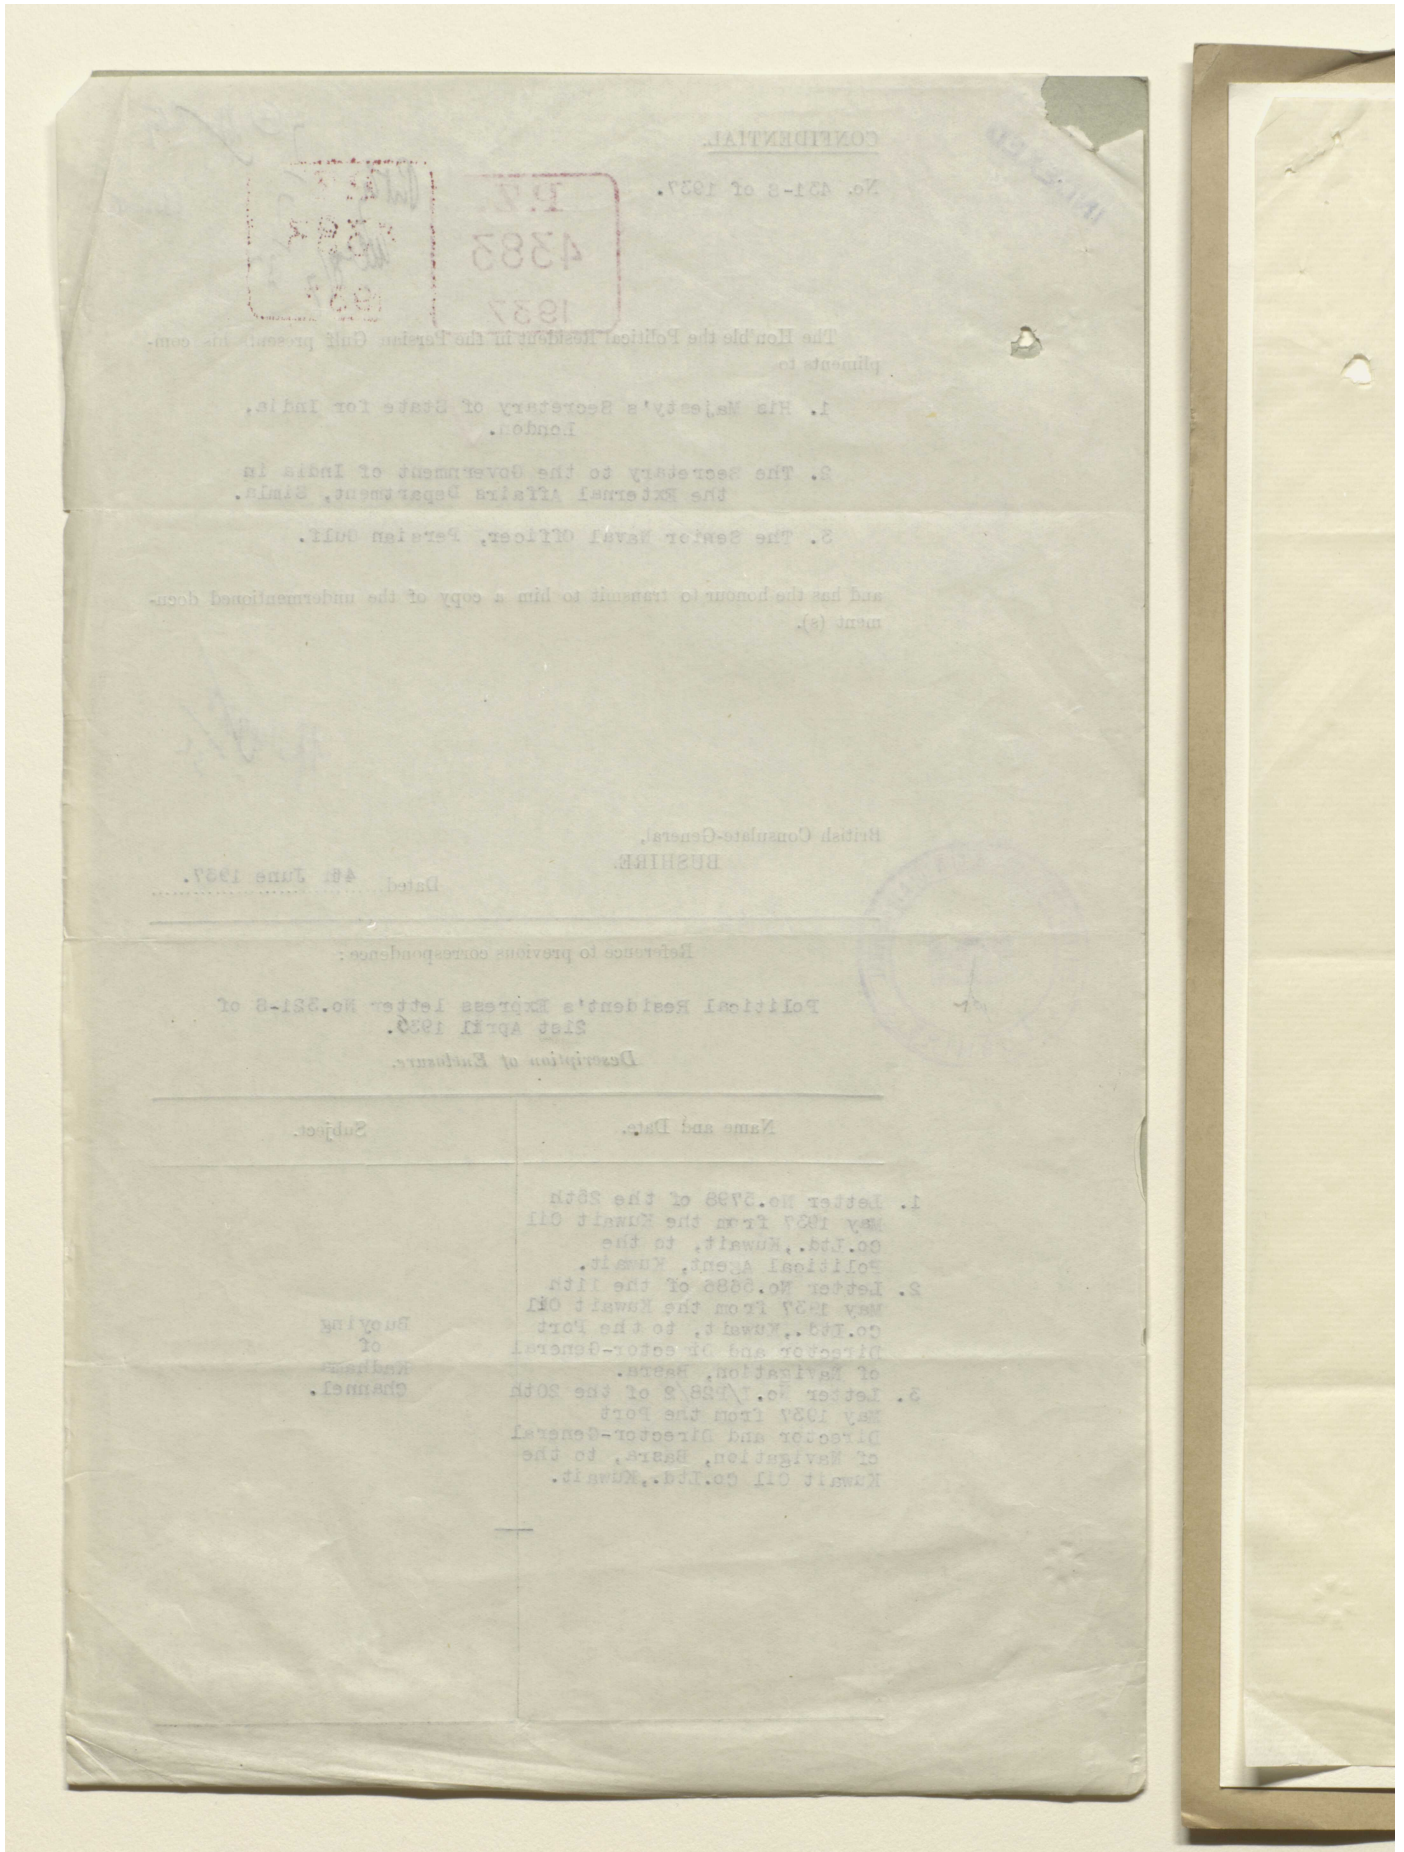 CONFIDENTIAL.
No. 431-S of 1937.
P.Z.
4383
1937
The Hon'ble the Political Resident in the Persian Gulf presents his com-
pliments to
1. His Majesty's Secretary of State for India,
London.
2. The Secretary to the Government of India in
the External Affairs Department, Simla.
3. The Senior Naval Officer, Persian Gulf.
and has the honour to transmit to him a copy of the undermentioned docu-
ment (s).
British Consulate-General,
BUSHIRE.
Dated 4th June 1937.
Reference to previous correspondence:
Political Resident's Express letter No.321-S of
21st April 1936.
Description of Enclosure.
Name and Date. Subject.
1. Letter No.5798 of the 25th
May 1937 from the Kuwait Oil
Co.Ltd.,Kuwait, to the
Political Agent, Kuwait.
2. Letter No.5686 of the 11th
May 1937 from the Kuwait Oil
Co.Ltd.,Kuwait, to the Port
Director and Director-General
of Navigation, Basra.
3. Letter No.I/P28/2 of the 20th
May 1937 from the Port
Director and Director-General
of Navigation, Basra, to the
Kuwait Oil Co.Ltd.,Kuwait.
Buoying
of
Kadhama
Channel.